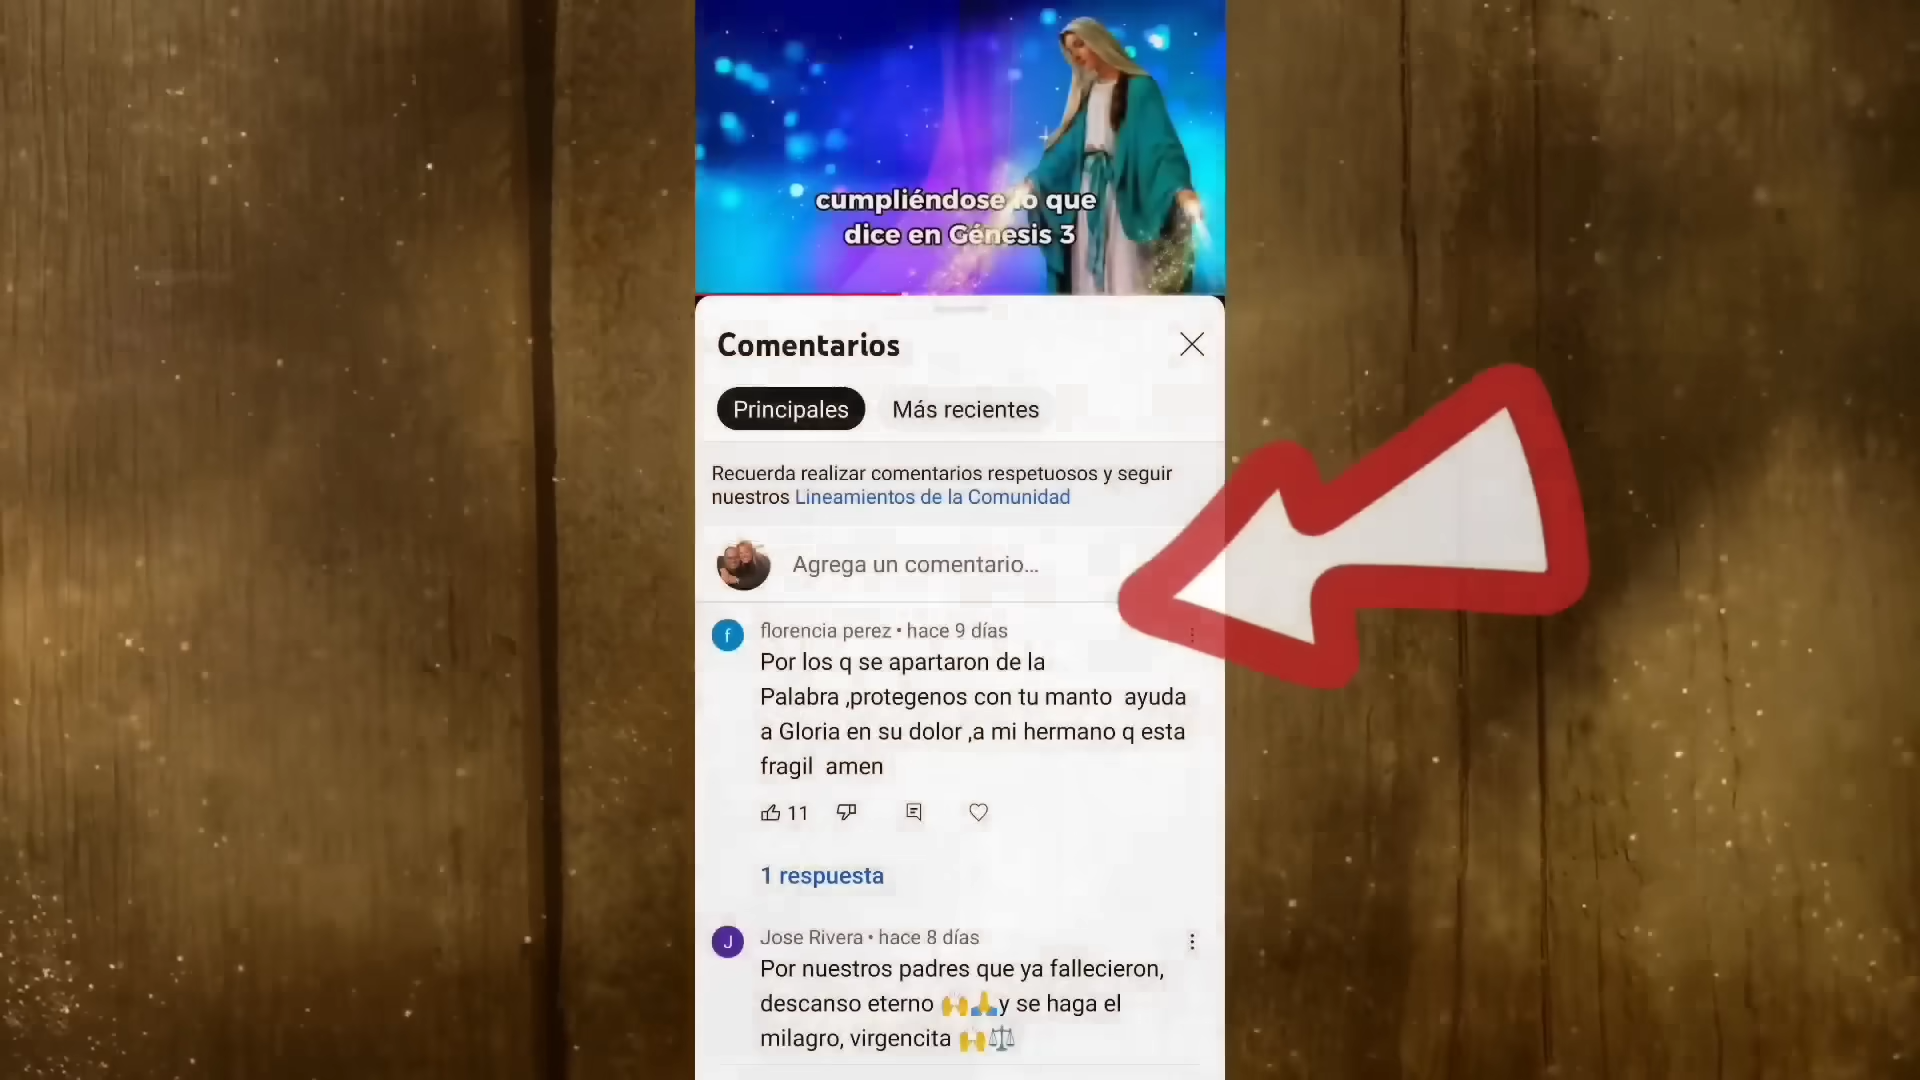 cumpliéndose lo que
dice en Génesis 3
Comentarios
Principales
Más recientes
Recuerda realizar comentarios respetuosos y seguir
nuestros Lineamientos de la Comunidad
Agrega un comentario...
f
florencia perez • hace 9 días
Por los q se apartaron de la
Palabra ,protegenos con tu manto ayuda
a Gloria en su dolor ,a mi hermano q esta
fragil amen
11
1 respuesta
J
Jose Rivera • hace 8 días
Por nuestros padres que ya fallecieron,
descanso eterno 🙌🙏y se haga el
milagro, virgencita 🙌⚖️